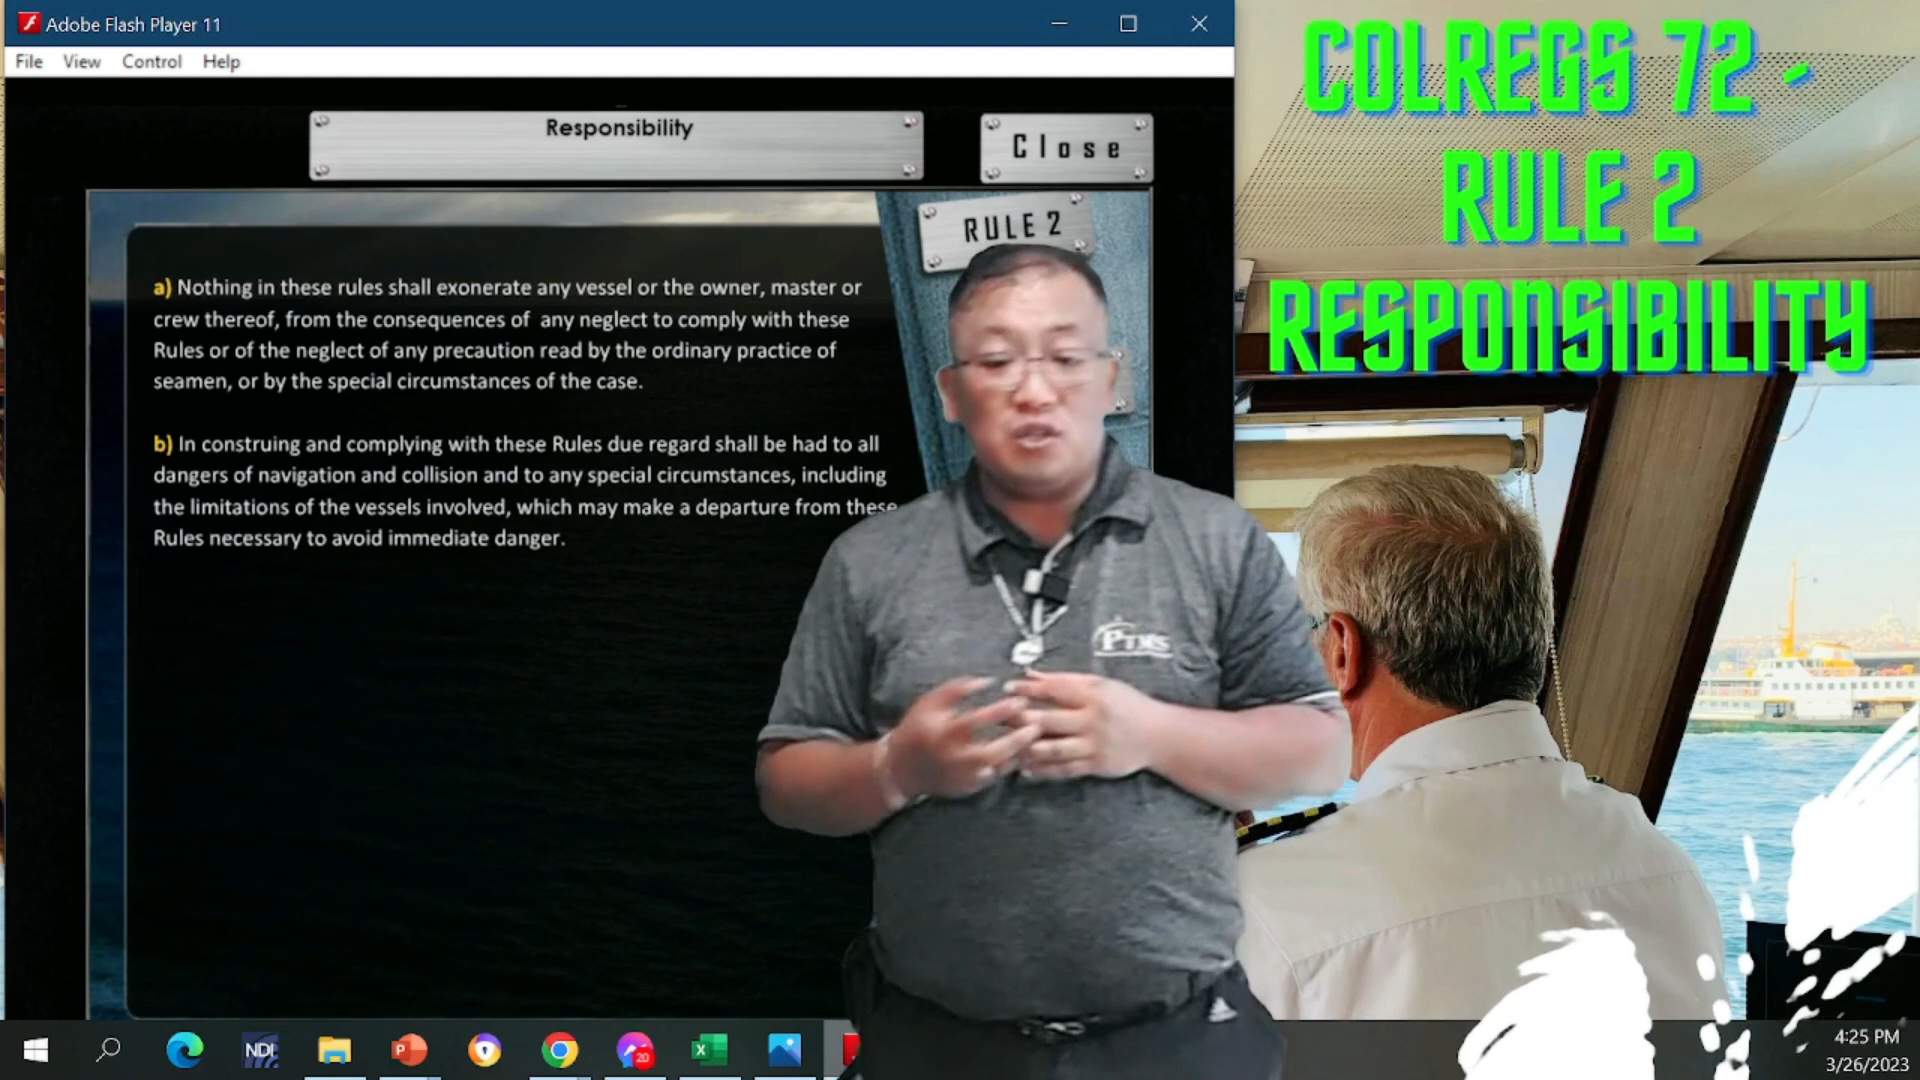 Adobe Flash Player 11
File View Control Help
Responsibility
Close
RULE 2
a) Nothing in these rules shall exonerate any vessel or the owner, master or
crew thereof, from the consequences of any neglect to comply with these
Rules or of the neglect of any precaution read by the ordinary practice of
seamen, or by the special circumstances of the case.
b) In construing and complying with these Rules due regard shall be had to all
dangers of navigation and collision and to any special circumstances, including
the limitations of the vessels involved, which may make a departure from these
Rules necessary to avoid immediate danger.
COLREGS 72 -
RULE 2
RESPONSIBILITY
PTMS
NDI
20
4:25 PM
3/26/2023